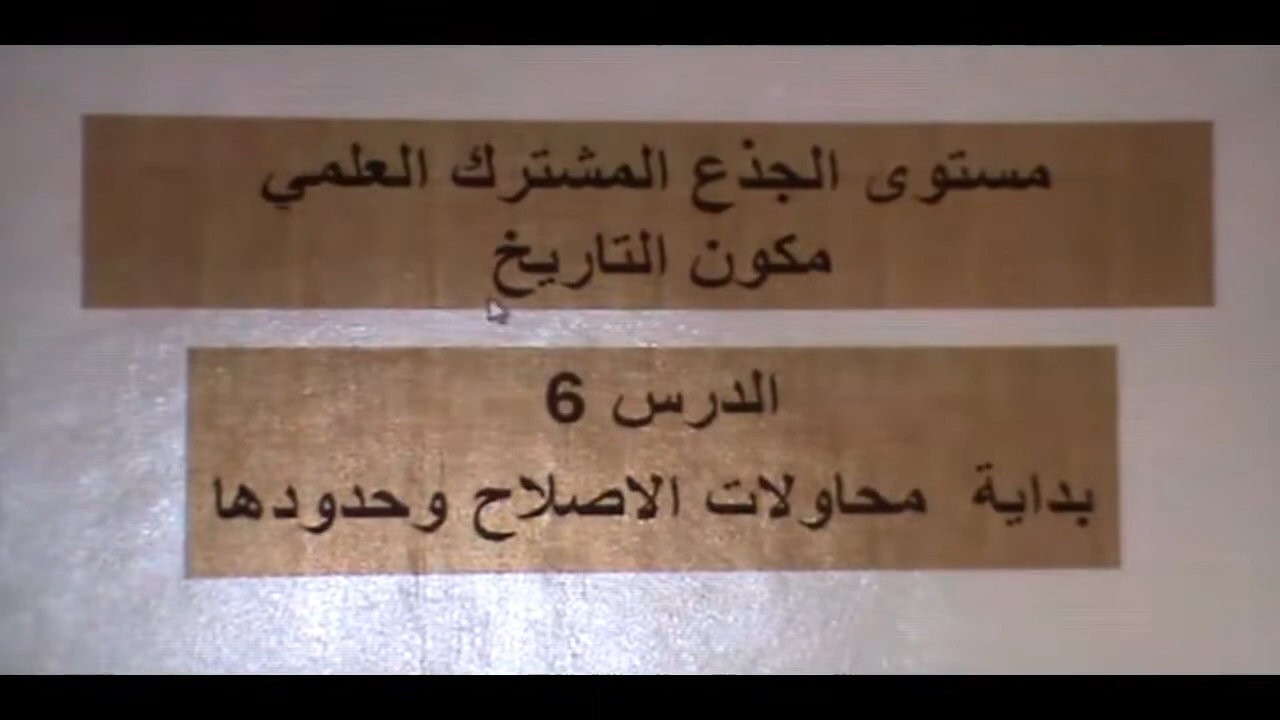 مستوى الجذع المشترك العلمي
مكون التاريخ
الدرس 6
بداية محاولات الاصلاح وحدودها